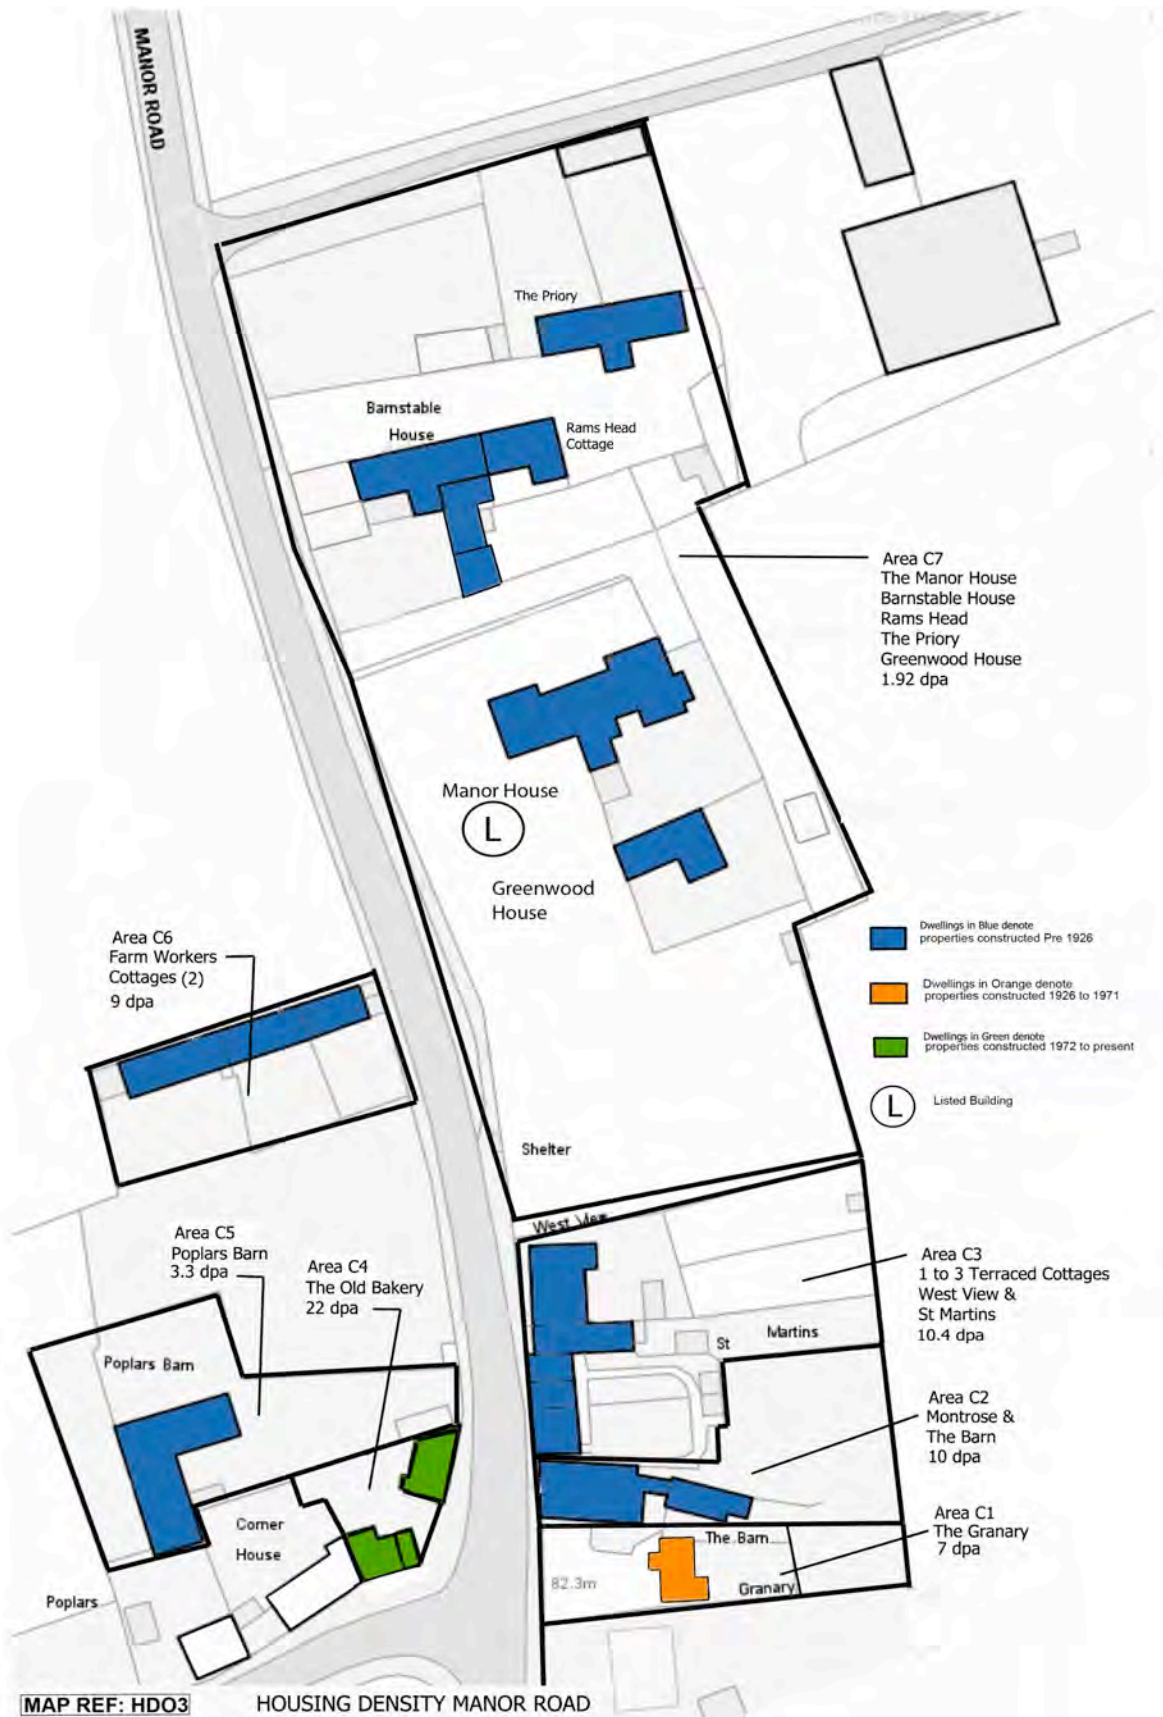 MANOR ROAD
The Priory
Barnstable
House
Rams Head
Cottage
Area C7
The Manor House
Barnstable House
Rams Head
The Priory
Greenwood House
1.92 dpa
Manor House
L
Greenwood
House
Dwellings in Blue denote
properties constructed Pre 1926
Dwellings in Orange denote
properties constructed 1926 to 1971
Dwellings in Green denote
properties constructed 1972 to present
L
Listed Building
Area C6
Farm Workers
Cottages (2)
9 dpa
Shelter
West View
Area C5
Poplars Barn
3.3 dpa
Area C4
The Old Bakery
22 dpa
Area C3
1 to 3 Terraced Cottages
West View &
St Martins
10.4 dpa
St Martins
Poplars Barn
Area C2
Montrose &
The Barn
10 dpa
Area C1
The Granary
7 dpa
Corner
House
The Barn
82.3m
Granary
Poplars
MAP REF: HDO3
HOUSING DENSITY MANOR ROAD